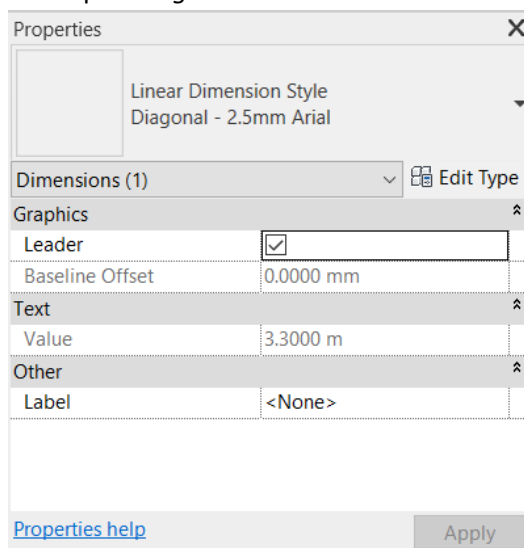 Properties
Linear Dimension Style
Diagonal - 2.5mm Arial
Dimensions (1) Edit Type
Graphics
Leader
Baseline Offset 0.0000 mm
Text
Value 3.3000 m
Other
Label <None>
Properties help Apply